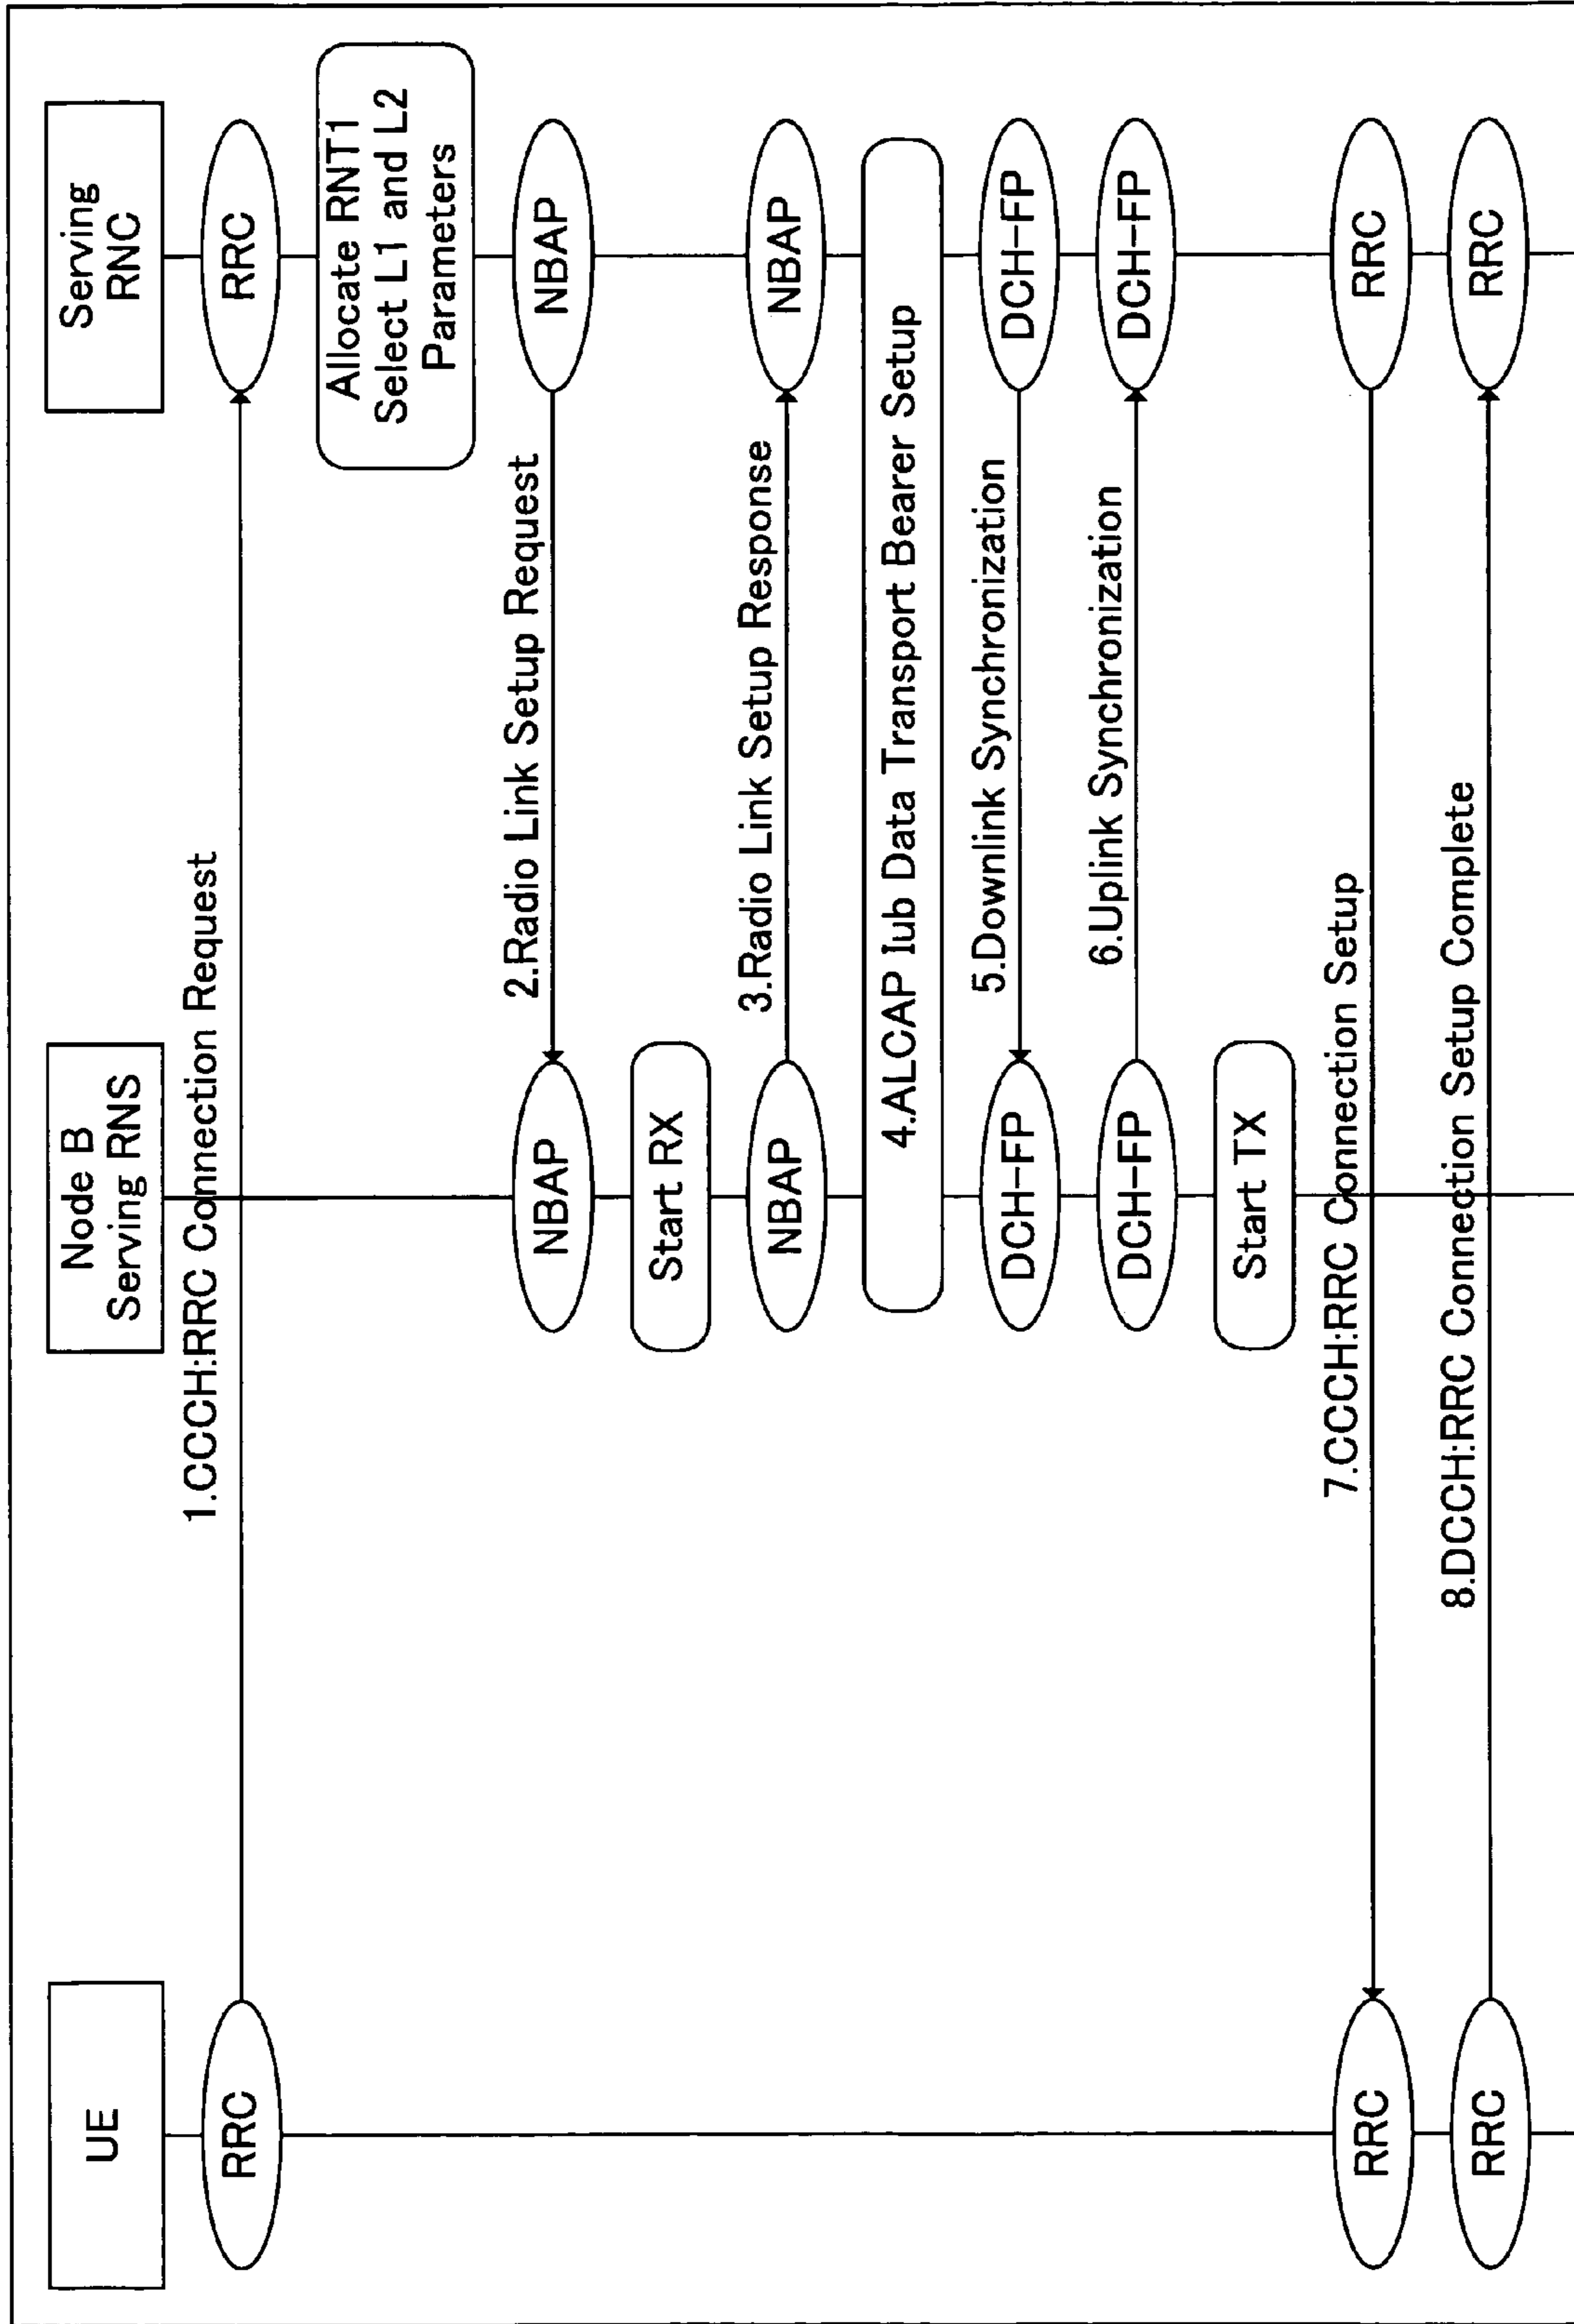 UE
Node B
Serving RNS
Serving
RNC
1.CCCH:RRC Connection Request
RRC
RRC
Allocate RNT1
Select L1 and L2
Parameters
2.Radio Link Setup Request
NBAP
NBAP
Start RX
3.Radio Link Setup Response
NBAP
NBAP
4.ALCAP Iub Data Transport Bearer Setup
5.Downlink Synchronization
DCH-FP
DCH-FP
6.Uplink Synchronization
DCH-FP
DCH-FP
Start TX
7.CCCH:RRC Connection Setup
RRC
RRC
8.DCCH:RRC Connection Setup Complete
RRC
RRC